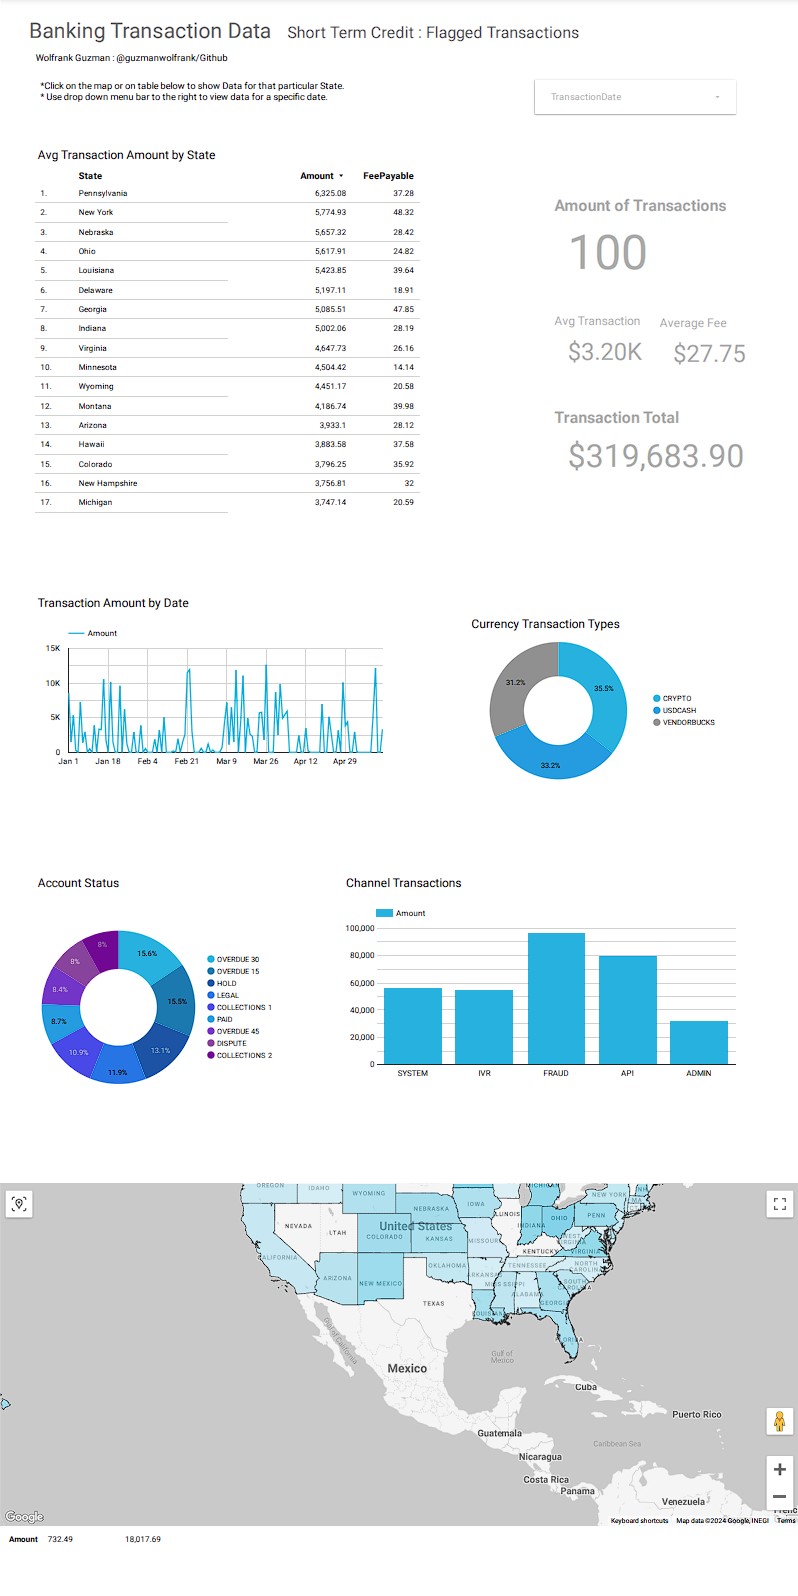 Banking Transaction Data Short Term Credit : Flagged Transactions
Wolfrank Guzman : @guzmanwolfrank/Github
*Click on the map or on table below to show Data for that particular State.
* Use drop down menu bar to the right to view data for a specific date.
TransactionDate
Avg Transaction Amount by State
State Amount FeePayable
1. Pennsylvania 6,325.08 37.28
2. New York 5,774.93 48.32
3. Nebraska 5,657.32 28.42
4. Ohio 5,617.91 24.82
5. Louisiana 5,423.85 39.64
6. Delaware 5,197.11 18.91
7. Georgia 5,085.51 47.85
8. Indiana 5,002.06 28.19
9. Virginia 4,647.73 26.16
10. Minnesota 4,504.42 14.14
11. Wyoming 4,451.17 20.58
12. Montana 4,186.74 39.98
13. Arizona 3,933.1 28.12
14. Hawaii 3,883.58 37.58
15. Colorado 3,796.25 35.92
16. New Hampshire 3,756.81 32
17. Michigan 3,747.14 20.59
Amount of Transactions
100
Avg Transaction Average Fee
$3.20K $27.75
Transaction Total
$319,683.90
Transaction Amount by Date
Amount
15K
10K
5K
0
Jan 1 Jan 18 Feb 4 Feb 21 Mar 9 Mar 26 Apr 12 Apr 29
Currency Transaction Types
31.2%
35.5%
33.2%
CRYPTO
USDCASH
VENDORBUCKS
Account Status
8%
15.6%
8%
8.4%
15.5%
8.7%
10.9%
13.1%
11.9%
OVERDUE 30
OVERDUE 15
HOLD
LEGAL
COLLECTIONS 1
PAID
OVERDUE 45
DISPUTE
COLLECTIONS 2
Channel Transactions
Amount
100,000
80,000
60,000
40,000
20,000
0
SYSTEM IVR FRAUD API ADMIN
OREGON
IDAHO
WYOMING
MICHIGAN
NEW YORK
MA
NEBRASKA
IOWA
ILLINOIS
INDIANA
OHIO
PENN
NEVADA
UTAH
United States
COLORADO
KANSAS
MISSOURI
WEST VIRGINIA
KENTUCKY
VIRGINIA
CALIFORNIA
OKLAHOMA
TENNESSEE
NORTH CAROLINA
ARIZONA
NEW MEXICO
ARKANSAS
MISSISSIPPI
SOUTH CAROLINA
ALABAMA
GEORGIA
TEXAS
LOUISIANA
FLORIDA
Gulf of California
Gulf of Mexico
Mexico
Cuba
Puerto Rico
Guatemala
Caribbean Sea
Nicaragua
Costa Rica
Panama
Venezuela
Google
Keyboard shortcuts Map data ©2024 Google, INEGI Terms
Amount 732.49 18,017.69